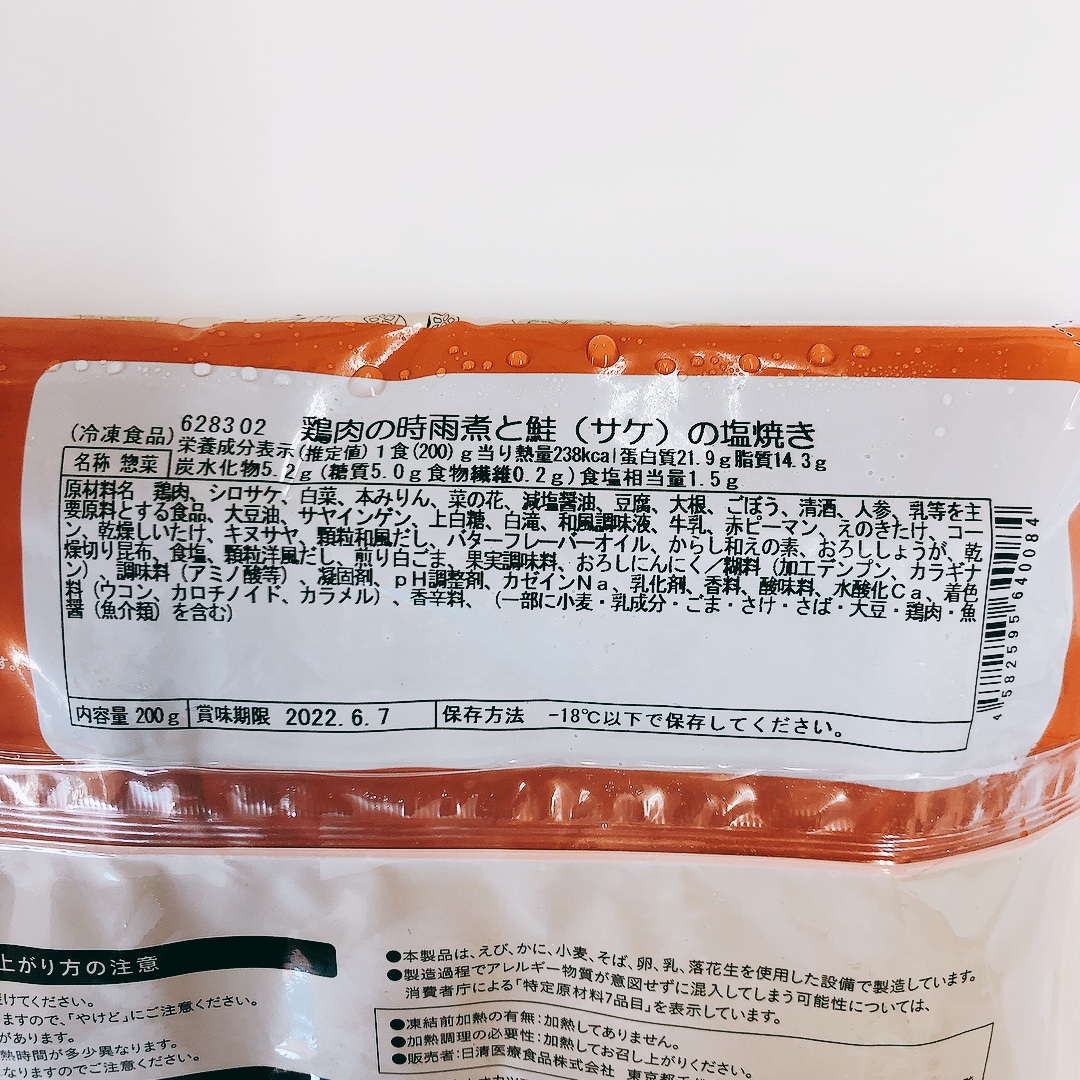 (冷凍食品) 628302 鶏肉の時雨煮と鮭（サケ）の塩焼き
名称 惣菜
栄養成分表示(推定値)１食(200)ｇ当り熱量238kcal蛋白質21.9ｇ脂質14.3ｇ
炭水化物5.2ｇ(糖質5.0ｇ食物繊維0.2ｇ)食塩相当量1.5ｇ
原材料名 鶏肉、シロサケ、白菜、本みりん、菜の花、減塩醤油、豆腐、大根、ごぼう、清酒、人参、乳等を主
要原料とする食品、大豆油、サヤインゲン、上白糖、白滝、和風調味液、牛乳、赤ピーマン、えのきたけ、コー
ン、乾燥しいたけ、キヌサヤ、顆粒和風だし、バターフレーバーオイル、からし和えの素、おろししょうが、乾
燥切り昆布、食塩、顆粒洋風だし、煎り白ごま、果実調味料、おろしにんにく／糊料（加工デンプン、カラギナ
ン）、調味料（アミノ酸等）、凝固剤、ｐＨ調整剤、カゼインＮａ、乳化剤、香料、酸味料、水酸化Ｃａ、着色
料（ウコン、カロチノイド、カラメル）、香辛料、（一部に小麦・乳成分・ごま・さけ・さば・大豆・鶏肉・魚
醤（魚介類）を含む）
内容量 200ｇ 賞味期限 2022.6.7 保存方法 -18℃以下で保存してください。
4582595640084
上がり方の注意
けてください。
ますので、「やけど」にご注意ください。
があります。
熱時間が多少異なります。
なりますのでご注意ください。
●本製品は、えび、かに、小麦、そば、卵、乳、落花生を使用した設備で製造しています。
●製造過程でアレルギー物質が意図せずに混入してしまう可能性については、
消費者庁による「特定原材料7品目」を表示しています。
●凍結前加熱の有無：加熱してありません。
●加熱調理の必要性：加熱してお召し上がりください。
●販売者：日清医療食品株式会社 東京都